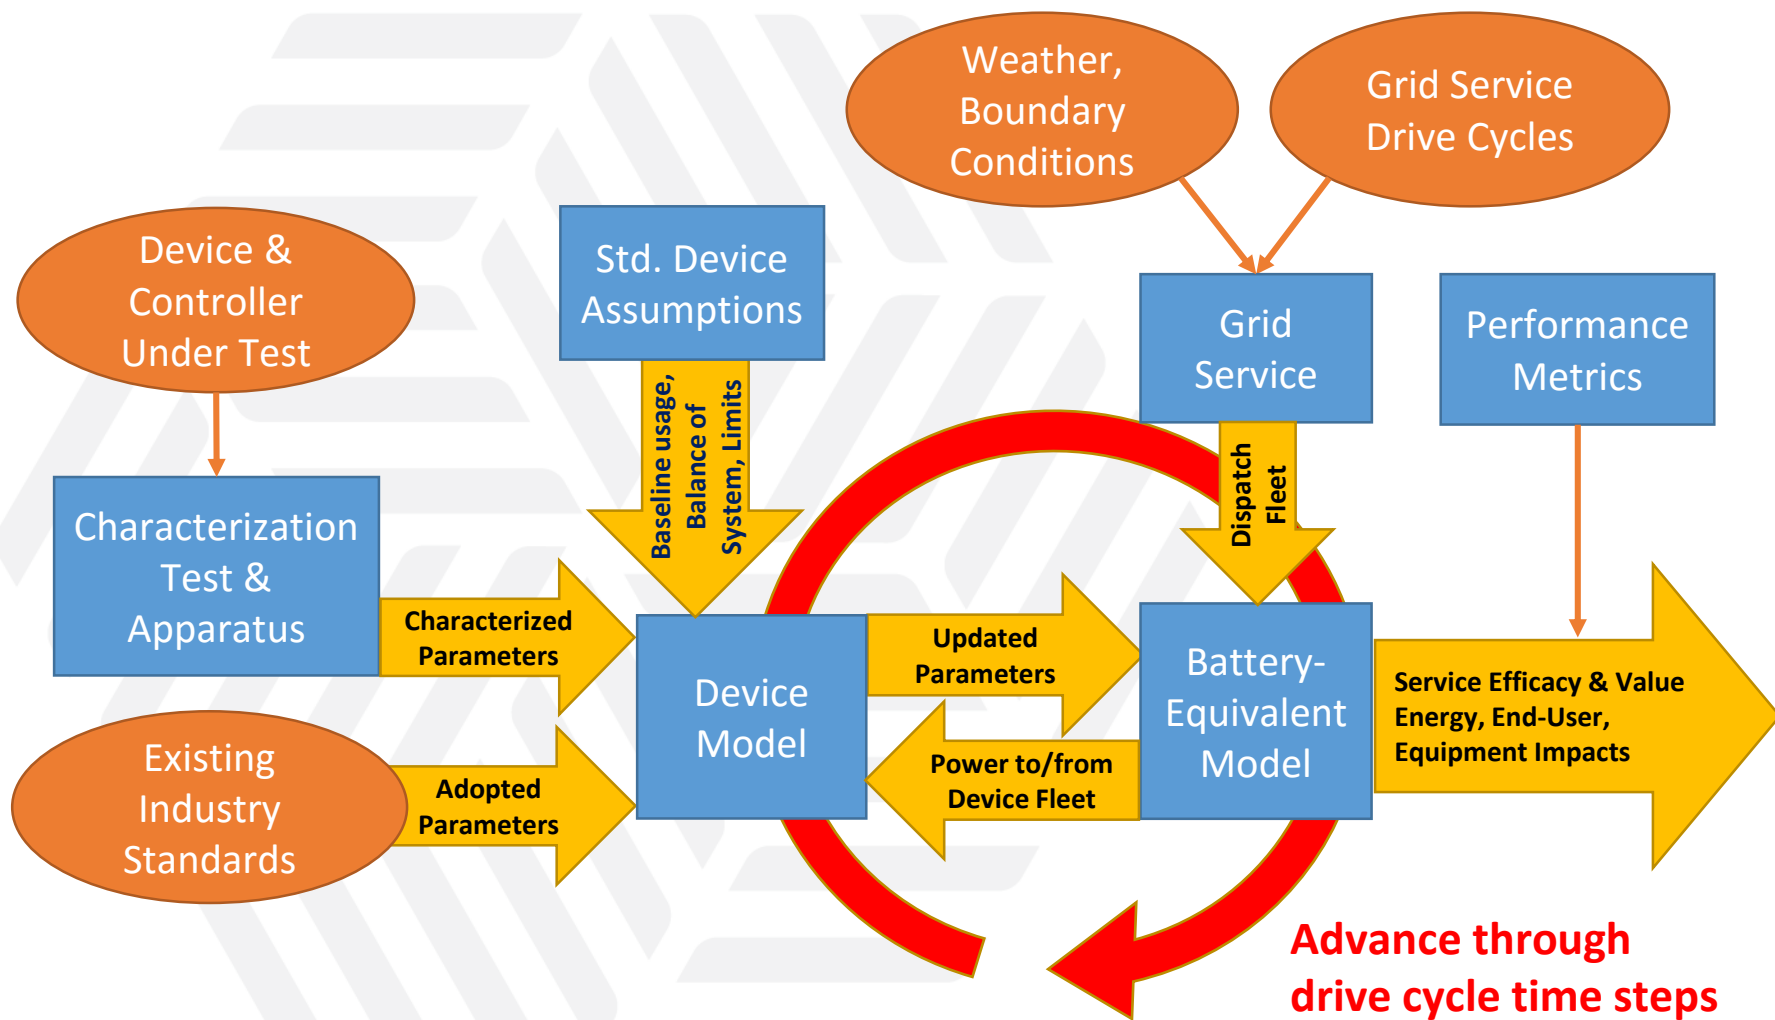 Weather,
Boundary
Conditions
Grid Service
Drive Cycles
Device &
Controller
Under Test
Std. Device
Assumptions
Grid
Service
Performance
Metrics
Baseline usage,
Balance of
System, Limits
Dispatch
Fleet
Characterization
Test &
Apparatus
Characterized
Parameters
Updated
Parameters
Device
Model
Battery-
Equivalent
Model
Service Efficacy & Value
Energy, End-User,
Equipment Impacts
Power to/from
Device Fleet
Existing
Industry
Standards
Adopted
Parameters
Advance through
drive cycle time steps